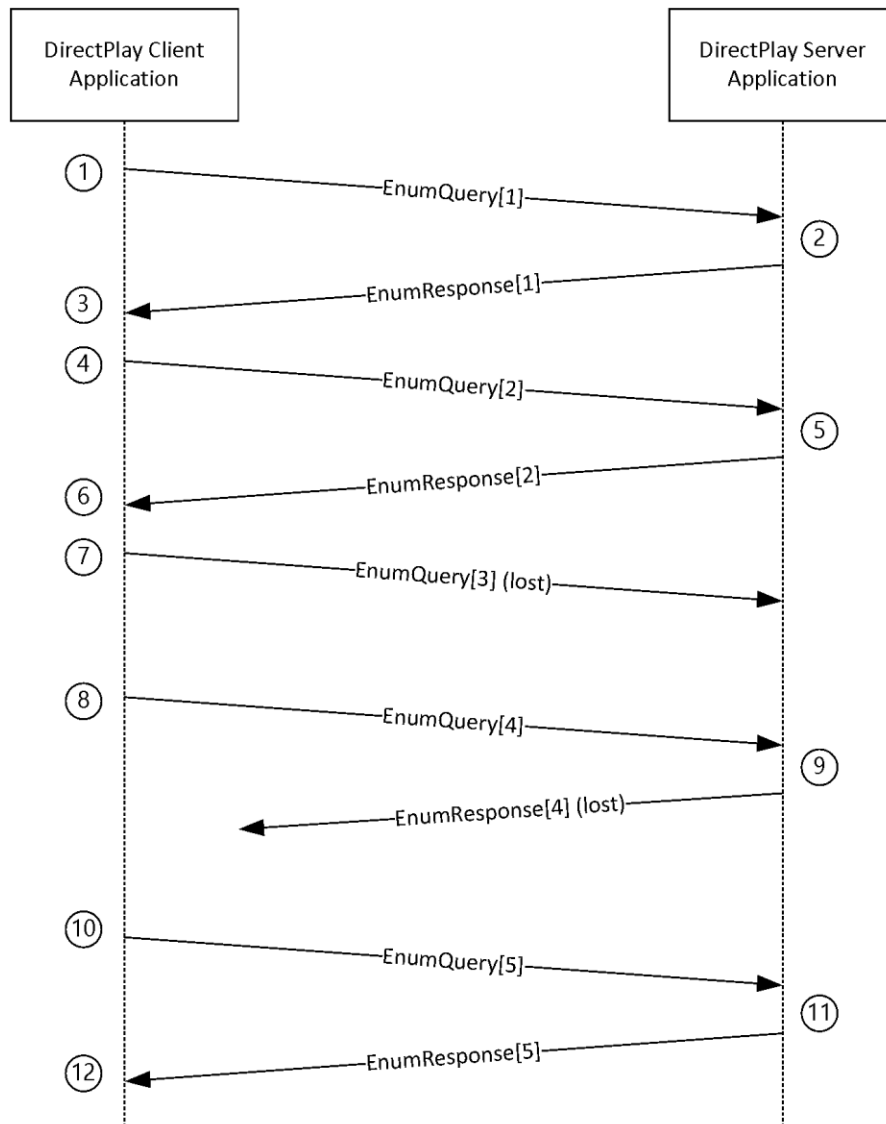 DirectPlay Client
Application
DirectPlay Server
Application
1
EnumQuery[1]
2
EnumResponse[1]
3
4
EnumQuery[2]
5
EnumResponse[2]
6
7
EnumQuery[3] (lost)
8
EnumQuery[4]
9
EnumResponse[4] (lost)
10
EnumQuery[5]
11
EnumResponse[5]
12